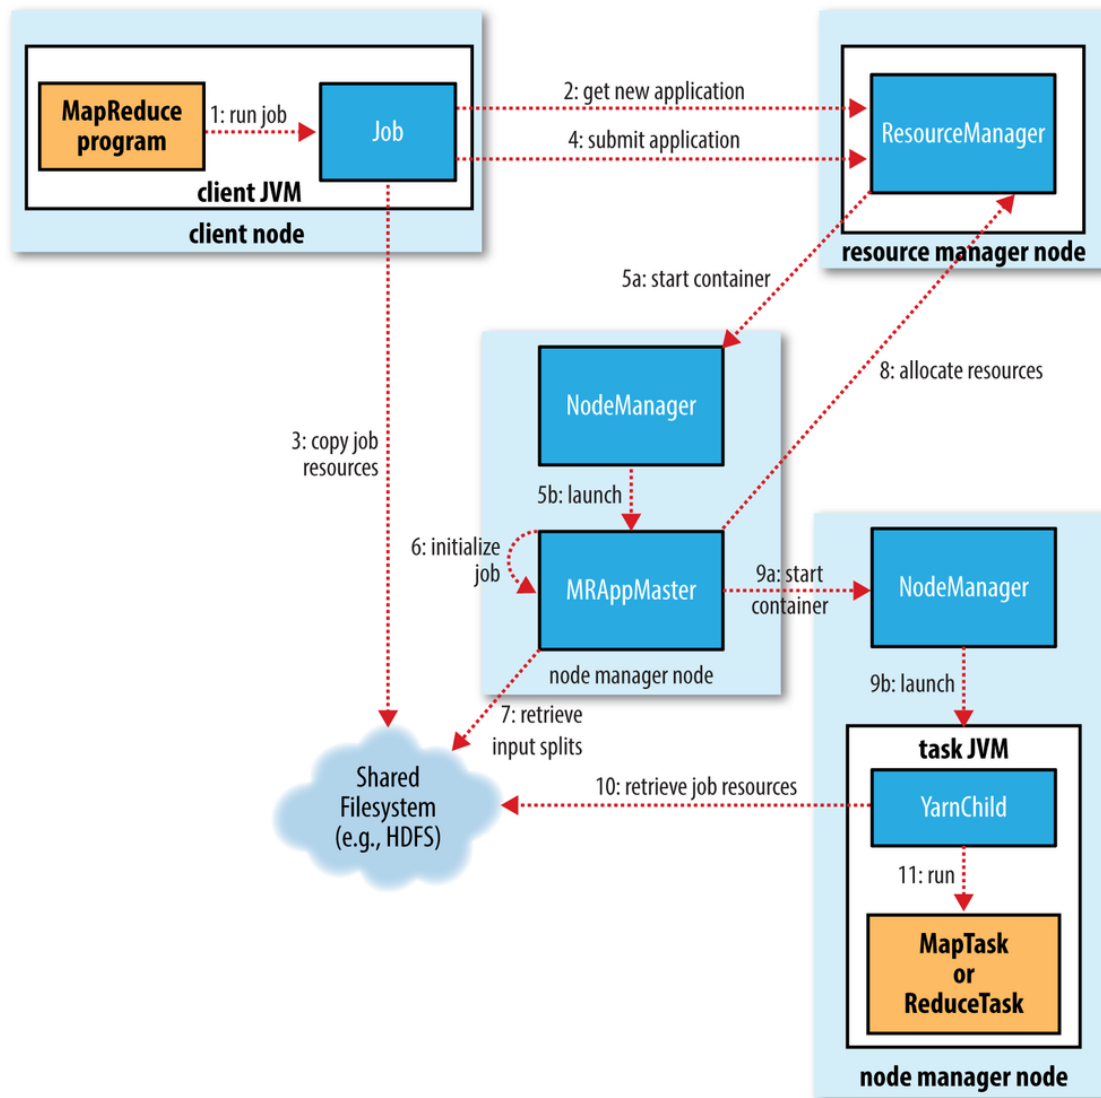 MapReduce
program
1: run job
Job
client JVM
client node
2: get new application
4: submit application
ResourceManager
resource manager node
5a: start container
3: copy job
resources
NodeManager
5b: launch
8: allocate resources
6: initialize
job
MRAppMaster
node manager node
9a: start
container
NodeManager
9b: launch
7: retrieve
input splits
Shared
Filesystem
(e.g., HDFS)
10: retrieve job resources
task JVM
YarnChild
11: run
MapTask
or
ReduceTask
node manager node